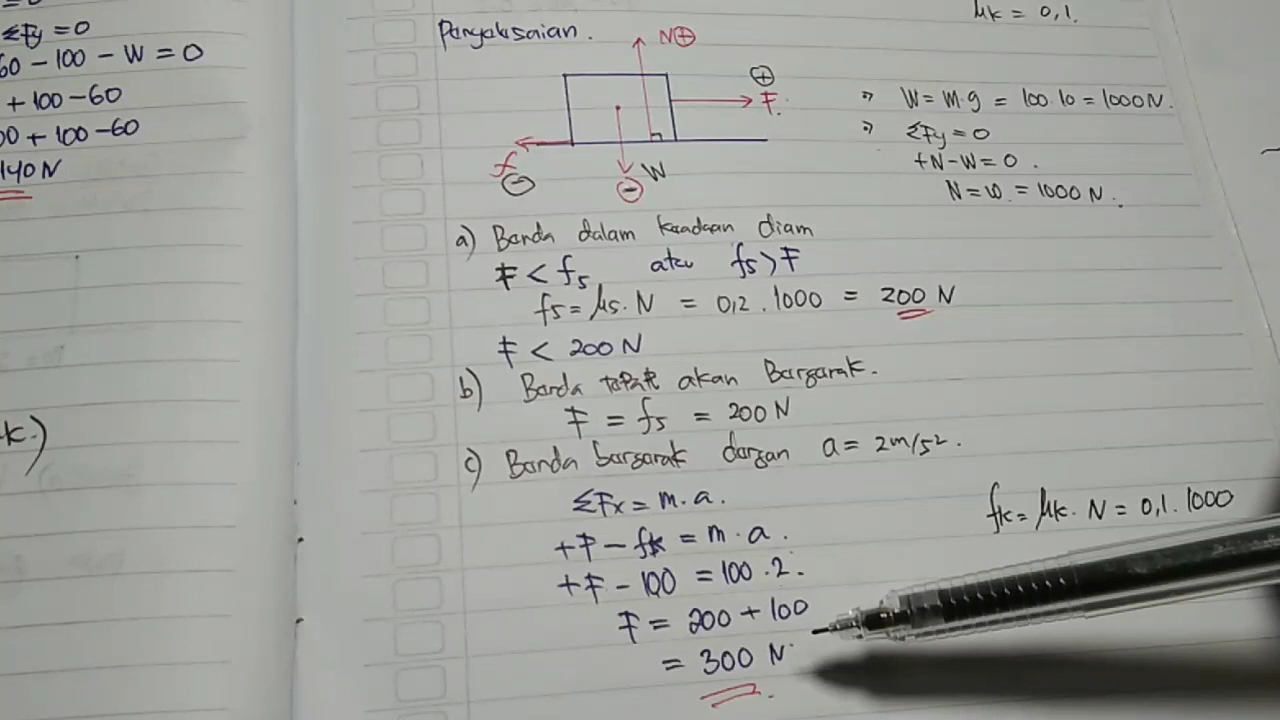 ΣFy = 0
60 - 100 - W = 0
+ 100 - 60
00 + 100 - 60
140 N
k.)
μk = 0,1.
Penyelesaian.
N ⊕
⊕
F.
f
⊖
⊖
W
⇒ W = m.g = 100.10 = 1000 N.
⇒ ΣFy = 0
+N - W = 0.
N = W. = 1000 N.
a) Benda dalam keadaan diam
F < fs atau fs > F
fs = μs. N = 0,2 . 1000 = 200 N
F < 200 N
b) Benda tepat akan Bergerak.
F = fs = 200 N
c) Benda bergerak dengan a = 2 m/s².
ΣFx = m.a.
+F - fk = m.a.
fk = μk. N = 0,1. 1000
+F - 100 = 100 .2.
F = 200 + 100
= 300 N.